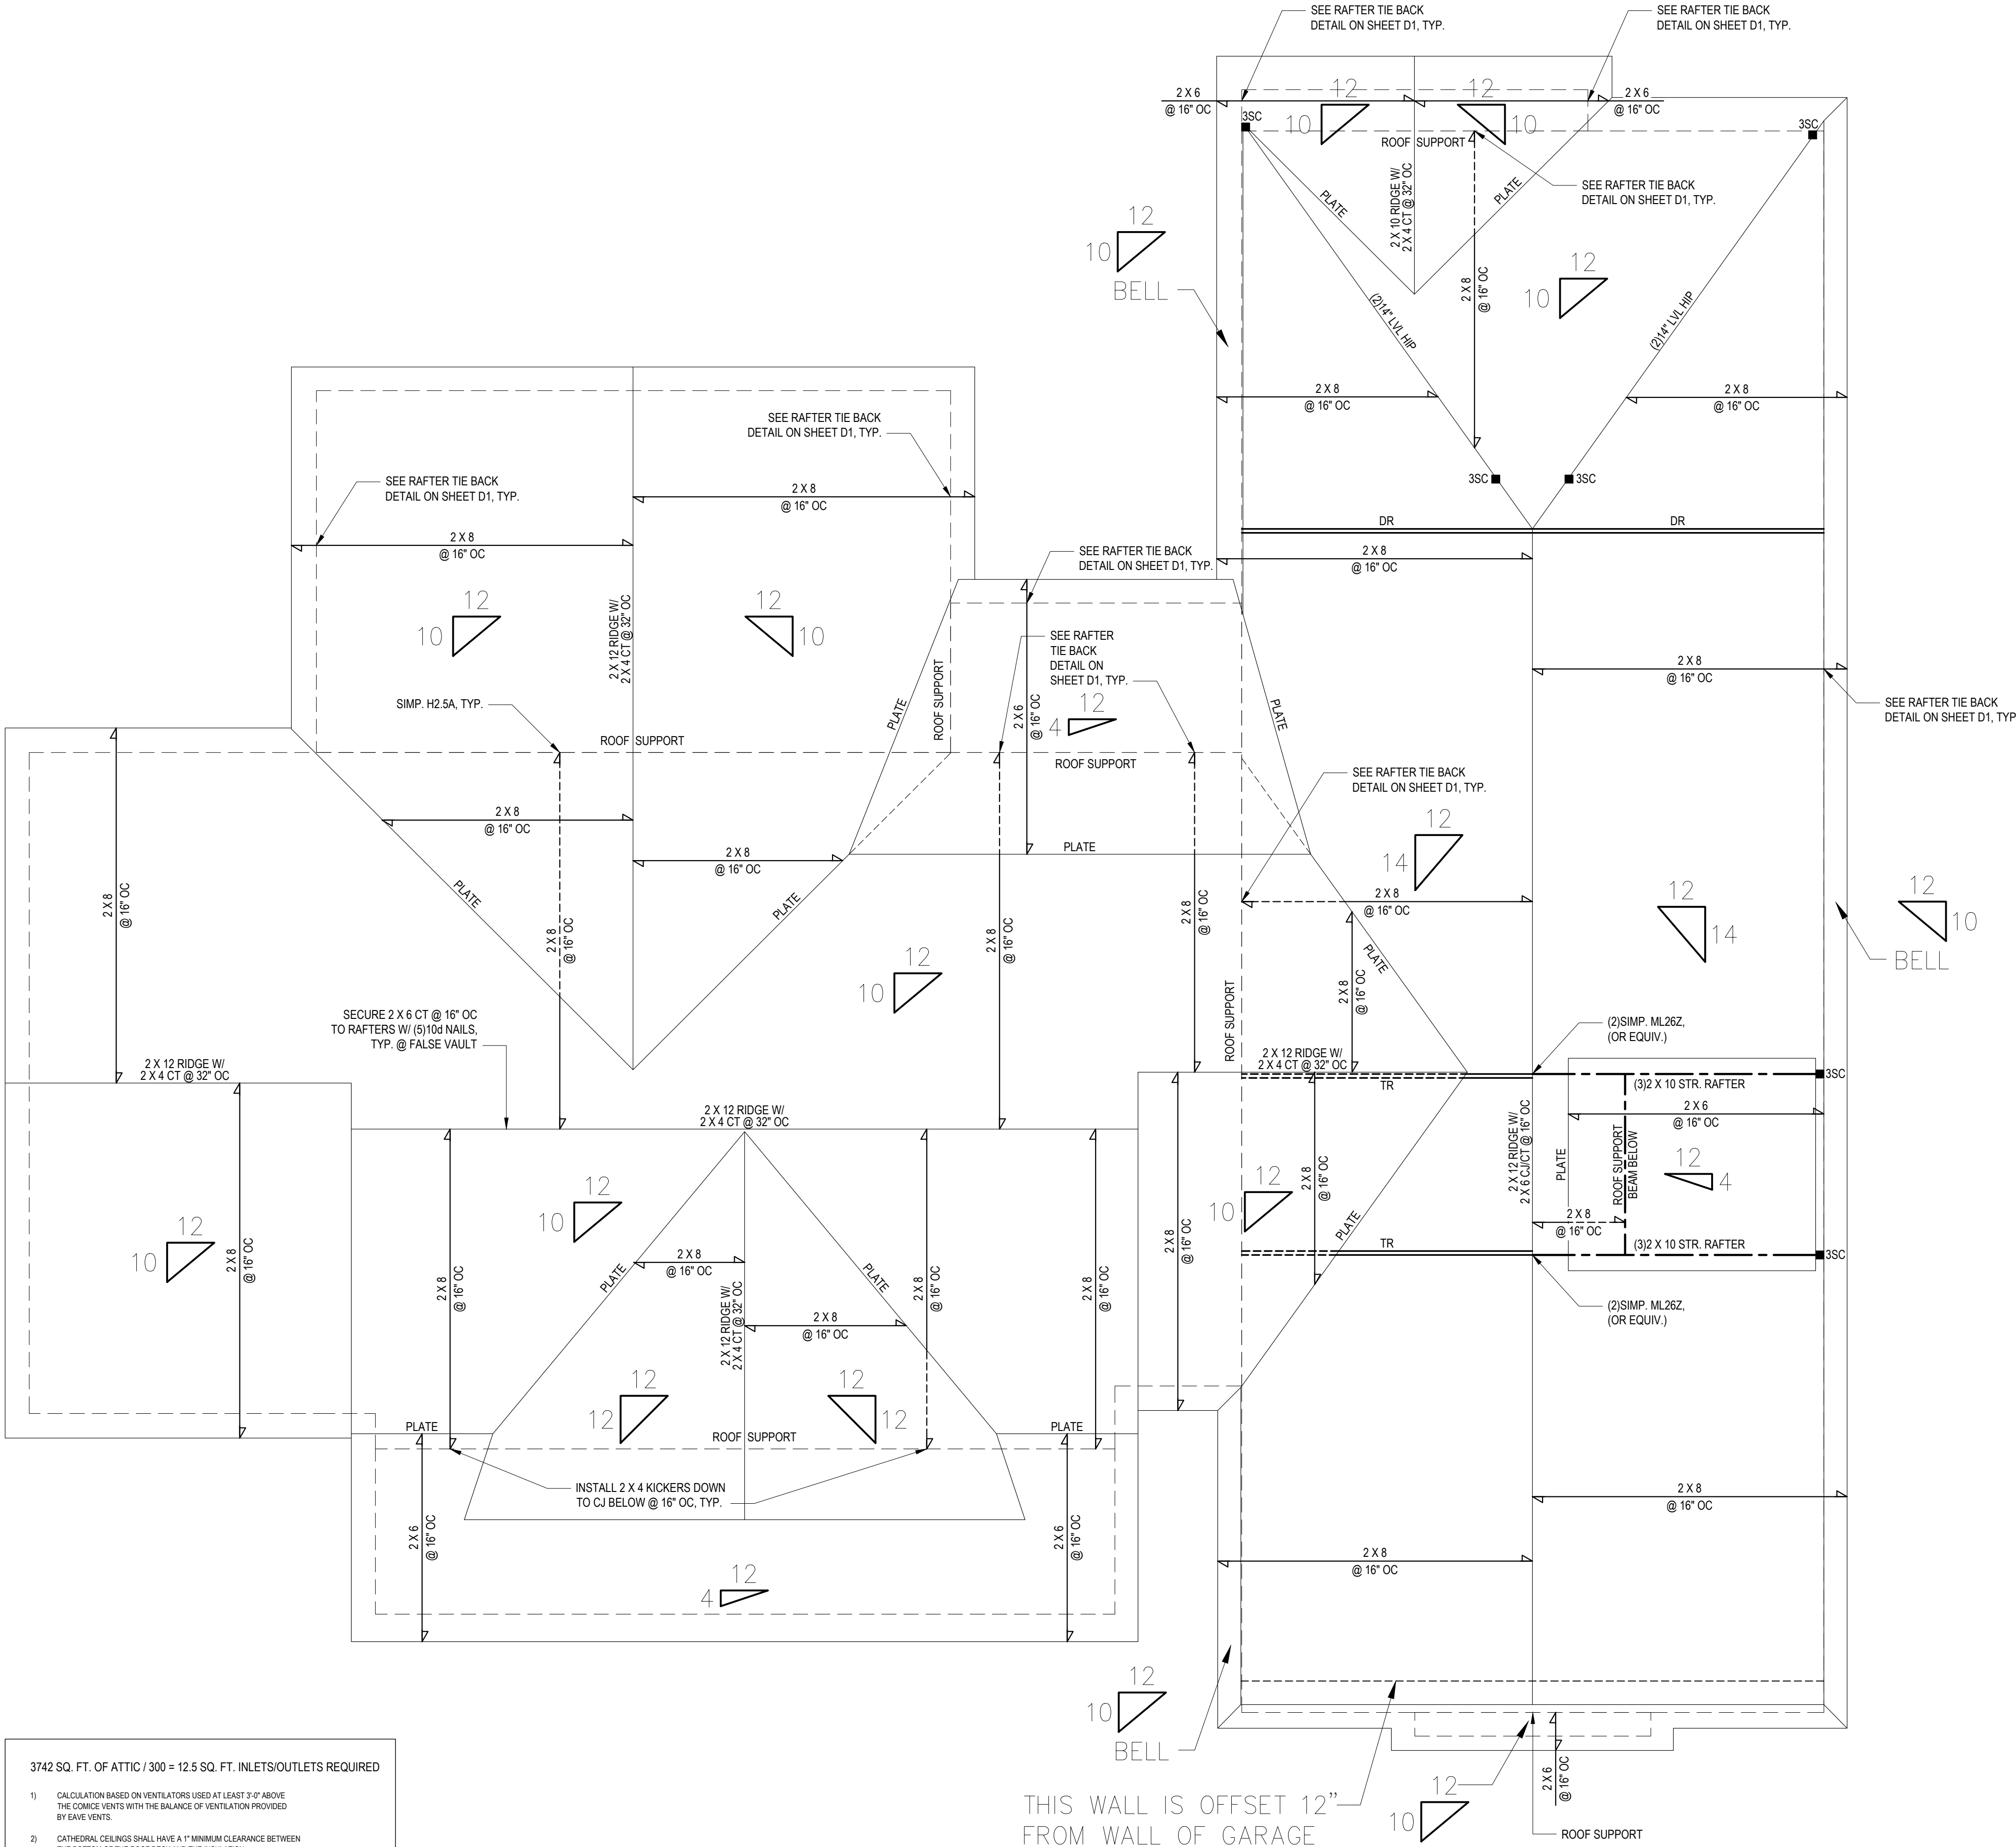 SEE RAFTER TIE BACK
DETAIL ON SHEET D1, TYP.
SEE RAFTER TIE BACK
DETAIL ON SHEET D1, TYP.
2 X 6
@ 16" OC
12
10
12
10
2 X 6
@ 16" OC
3SC
3SC
ROOF SUPPORT
SEE RAFTER TIE BACK
DETAIL ON SHEET D1, TYP.
PLATE
2 X 10 RIDGE W/
2 X 4 CT @ 32" OC
PLATE
12
10
BELL
2 X 8
@ 16" OC
12
10
(2)14" LVL HIP
(2)14" LVL HIP
2 X 8
@ 16" OC
2 X 8
@ 16" OC
3SC
3SC
DR
DR
2 X 8
@ 16" OC
SEE RAFTER TIE BACK
DETAIL ON SHEET D1, TYP.
SEE RAFTER TIE BACK
DETAIL ON SHEET D1, TYP.
2 X 8
@ 16" OC
2 X 8
@ 16" OC
SEE RAFTER TIE BACK
DETAIL ON SHEET D1, TYP.
2 X 12 RIDGE W/
2 X 4 CT @ 32" OC
12
10
12
10
SEE RAFTER
TIE BACK
DETAIL ON
SHEET D1, TYP.
2 X 8
@ 16" OC
SEE RAFTER TIE BACK
DETAIL ON SHEET D1, TYP
SIMP. H2.5A, TYP.
ROOF SUPPORT
PLATE
ROOF SUPPORT
2 X 6
@ 16" OC
12
4
PLATE
ROOF SUPPORT
SEE RAFTER TIE BACK
DETAIL ON SHEET D1, TYP.
2 X 8
@ 16" OC
2 X 8
@ 16" OC
PLATE
12
14
2 X 8
@ 16" OC
2 X 8
@ 16" OC
PLATE
PLATE
2 X 8
@ 16" OC
2 X 8
@ 16" OC
2 X 8
@ 16" OC
12
14
12
10
BELL
PLATE
12
10
2 X 8
@ 16" OC
ROOF SUPPORT
SECURE 2 X 6 CT @ 16" OC
TO RAFTERS W/ (5)10d NAILS,
TYP. @ FALSE VAULT
2 X 12 RIDGE W/
2 X 4 CT @ 32" OC
2 X 12 RIDGE W/
2 X 4 CT @ 32" OC
2 X 12 RIDGE W/
2 X 4 CT @ 32" OC
TR
(2)SIMP. ML26Z,
(OR EQUIV.)
(3)2 X 10 STR. RAFTER
3SC
2 X 6
@ 16" OC
2 X 12 RIDGE W/
2 X 6 CJ/CT @ 16" OC
PLATE
ROOF SUPPORT
BEAM BELOW
12
4
2 X 8
@ 16" OC
(3)2 X 10 STR. RAFTER
3SC
TR
(2)SIMP. ML26Z,
(OR EQUIV.)
12
10
2 X 8
@ 16" OC
2 X 8
@ 16" OC
PLATE
12
10
2 X 8
@ 16" OC
12
10
2 X 8
@ 16" OC
PLATE
2 X 8
@ 16" OC
2 X 12 RIDGE W/
2 X 4 CT @ 32" OC
2 X 8
@ 16" OC
PLATE
2 X 8
@ 16" OC
2 X 8
@ 16" OC
12
12
12
12
PLATE
ROOF SUPPORT
PLATE
INSTALL 2 X 4 KICKERS DOWN
TO CJ BELOW @ 16" OC, TYP.
2 X 6
@ 16" OC
2 X 6
@ 16" OC
12
4
2 X 8
@ 16" OC
2 X 8
@ 16" OC
12
10
BELL
THIS WALL IS OFFSET 12"
FROM WALL OF GARAGE
12
10
2 X 6
@ 16" OC
ROOF SUPPORT
3742 SQ. FT. OF ATTIC / 300 = 12.5 SQ. FT. INLETS/OUTLETS REQUIRED
1) CALCULATION BASED ON VENTILATORS USED AT LEAST 3'-0" ABOVE
THE COMICE VENTS WITH THE BALANCE OF VENTILATION PROVIDED
BY EAVE VENTS.
2) CATHEDRAL CEILINGS SHALL HAVE A 1" MINIMUM CLEARANCE BETWEEN